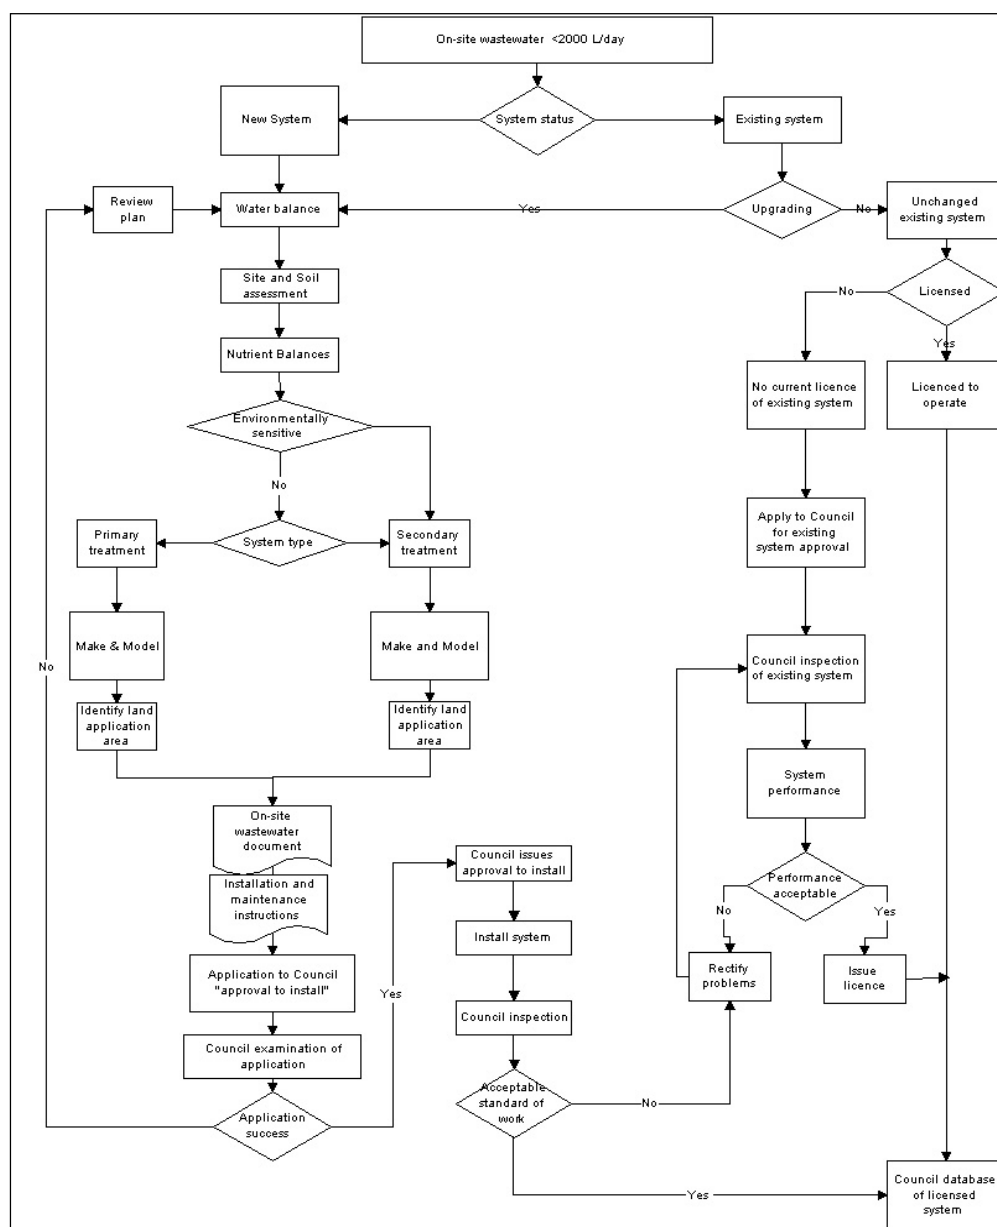 On-site wastewater <2000 L/day
New System
System status
Existing system
Review
plan
Water balance
Yes
Upgrading
No
Unchanged
existing system
Site and Soil
assessment
No
Licensed
Yes
Nutrient Balances
No current licence
of existing system
Licenced to
operate
Environmentally
sensitive
No
Primary
treatment
System type
Secondary
treatment
Apply to Council
for existing
system approval
Make & Model
Make and Model
No
Council inspection
of existing system
Identify land
application
area
Identify land
application
area
System
performance
On-site
wastewater
document
Council issues
approval to install
Performance
acceptable
Installation and
maintenance
instructions
No
Yes
Install system
Application to Council
"approval to install"
Yes
Rectify
problems
Issue
licence
Council inspection
Council examination of
application
Acceptable
standard of
work
No
Application
success
Yes
Council database
of licensed
system